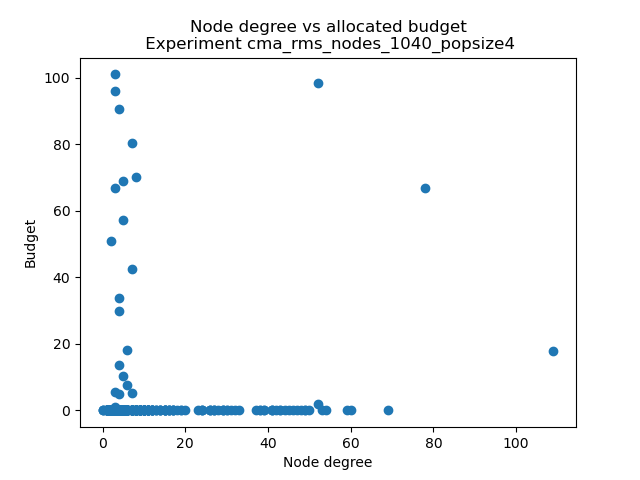 Node degree vs allocated budget
Experiment cma_rms_nodes_1040_popsize4
100
80
60
40
20
0
Budget
0 20 40 60 80 100
Node degree